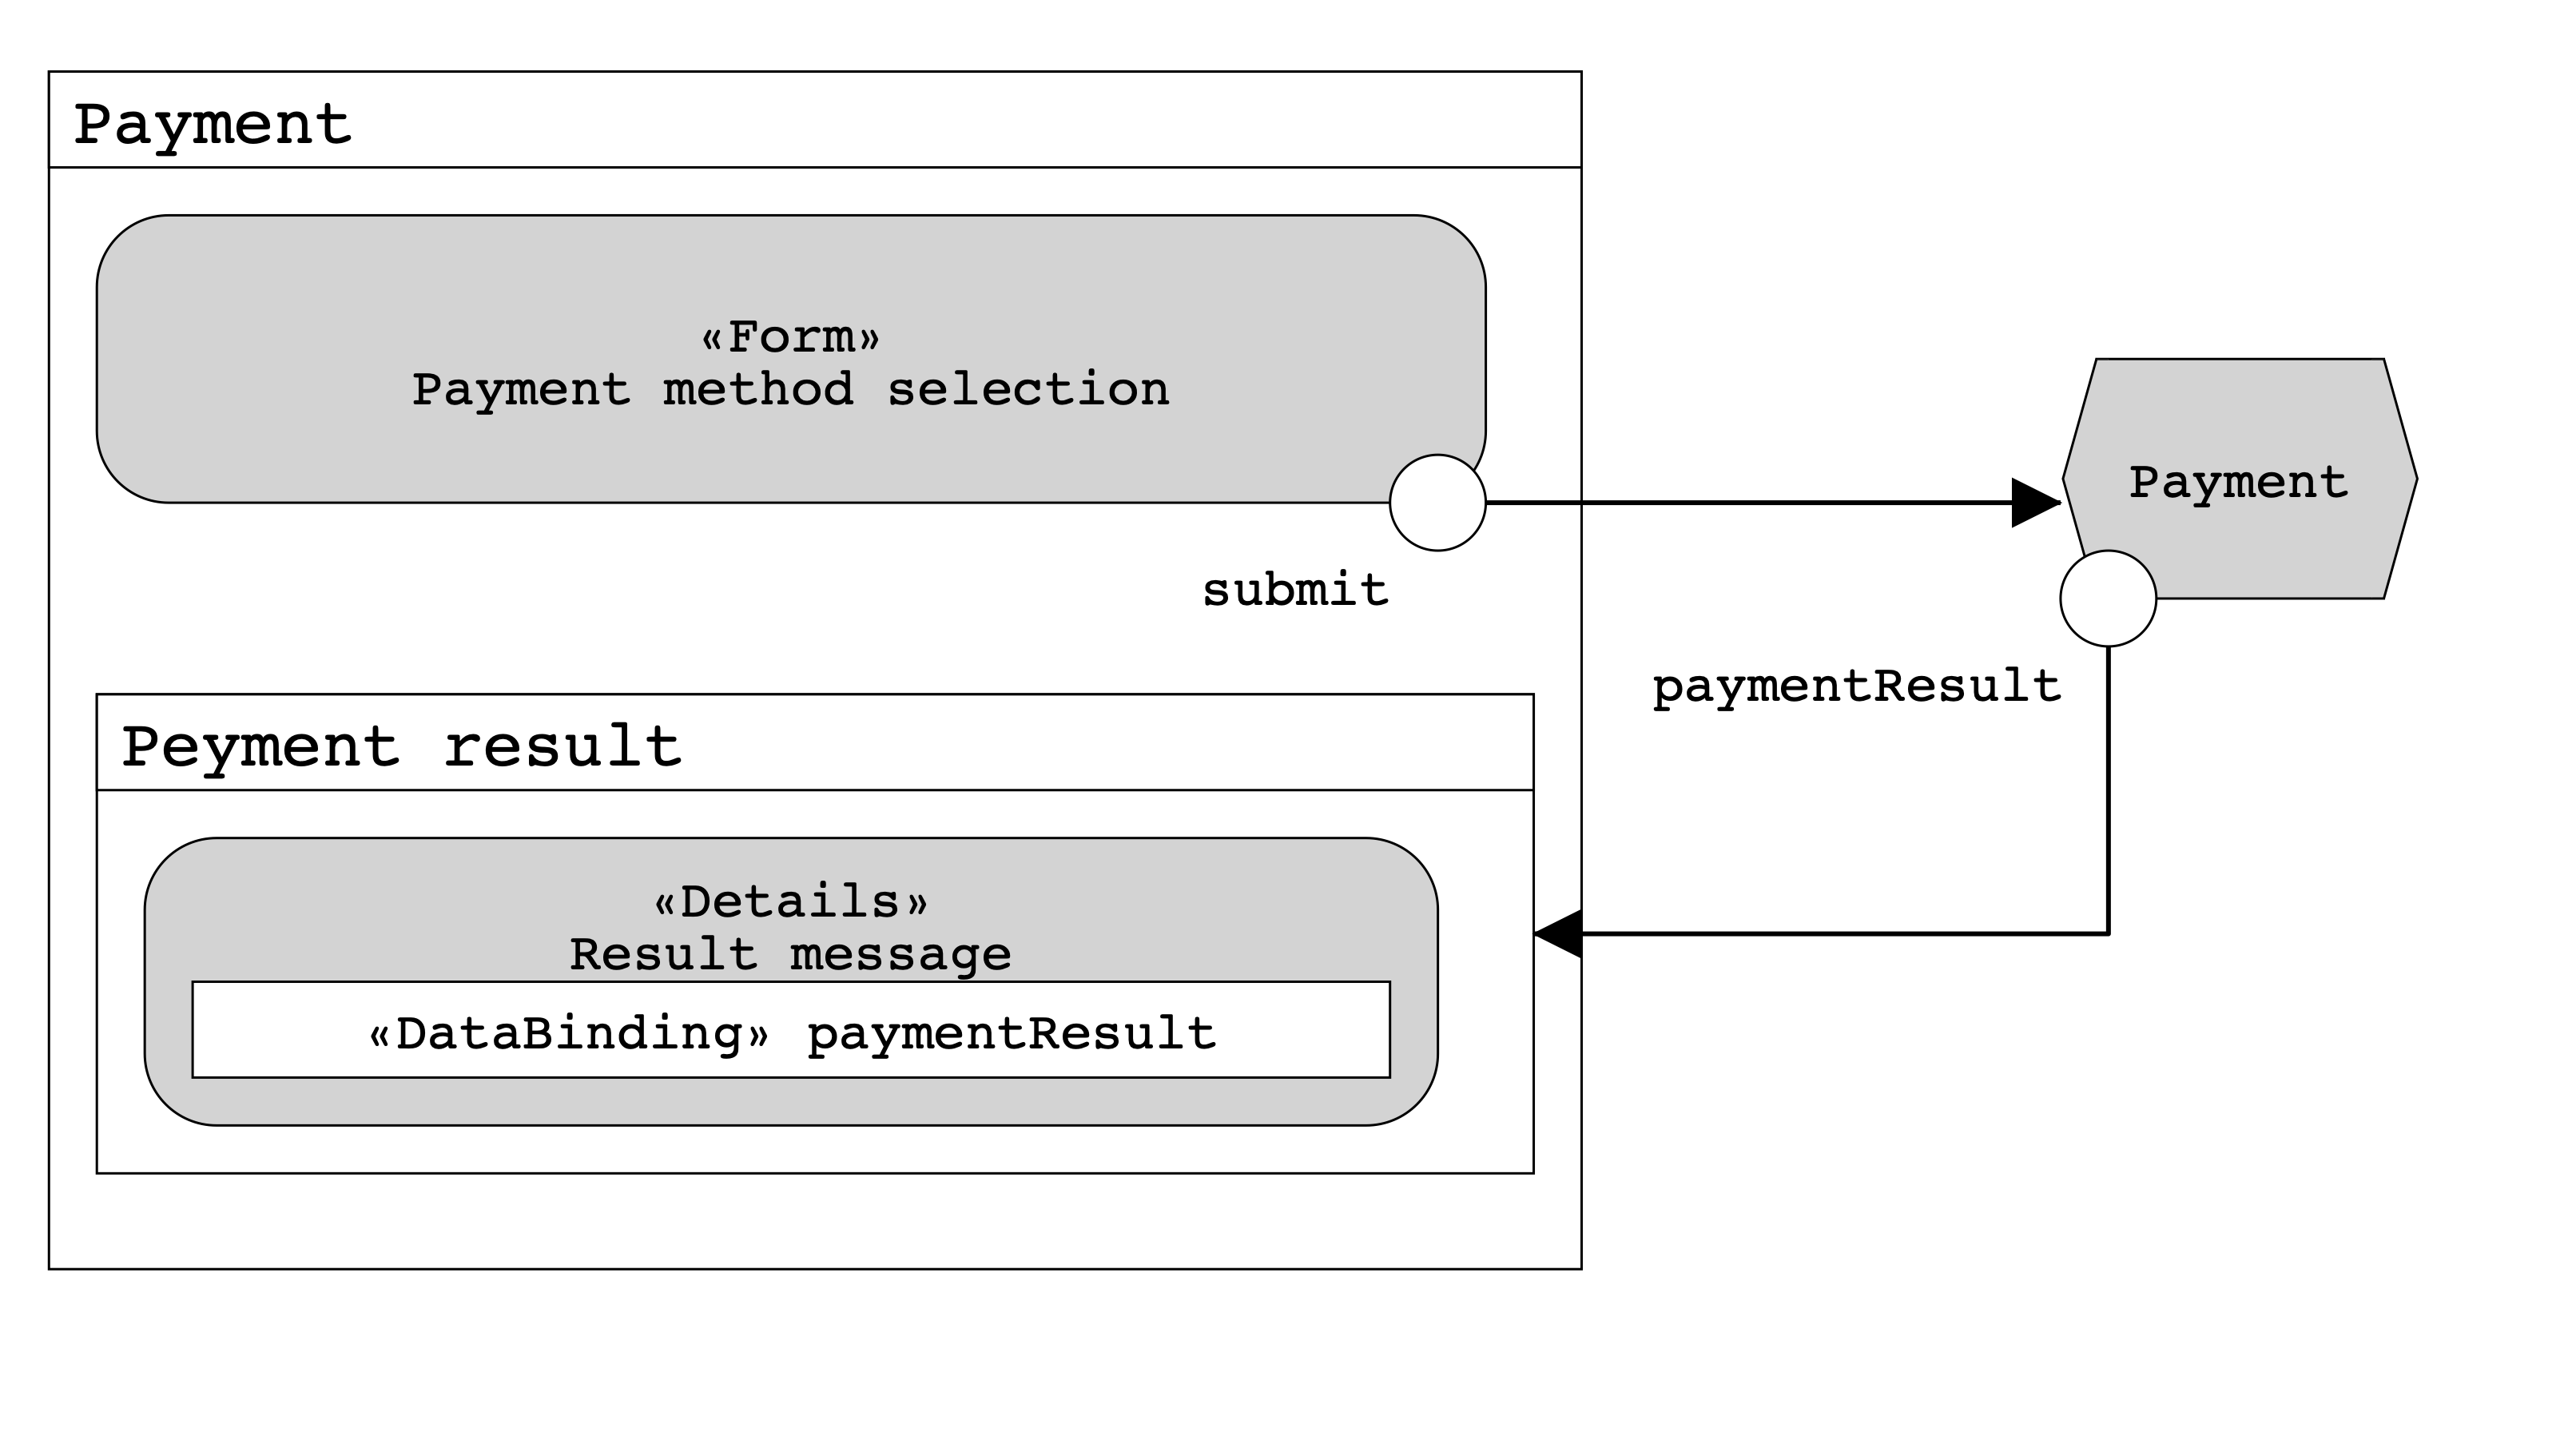 Payment
«Form»
Payment method selection
submit
Payment
paymentResult
Peyment result
«Details»
Result message
«DataBinding» paymentResult